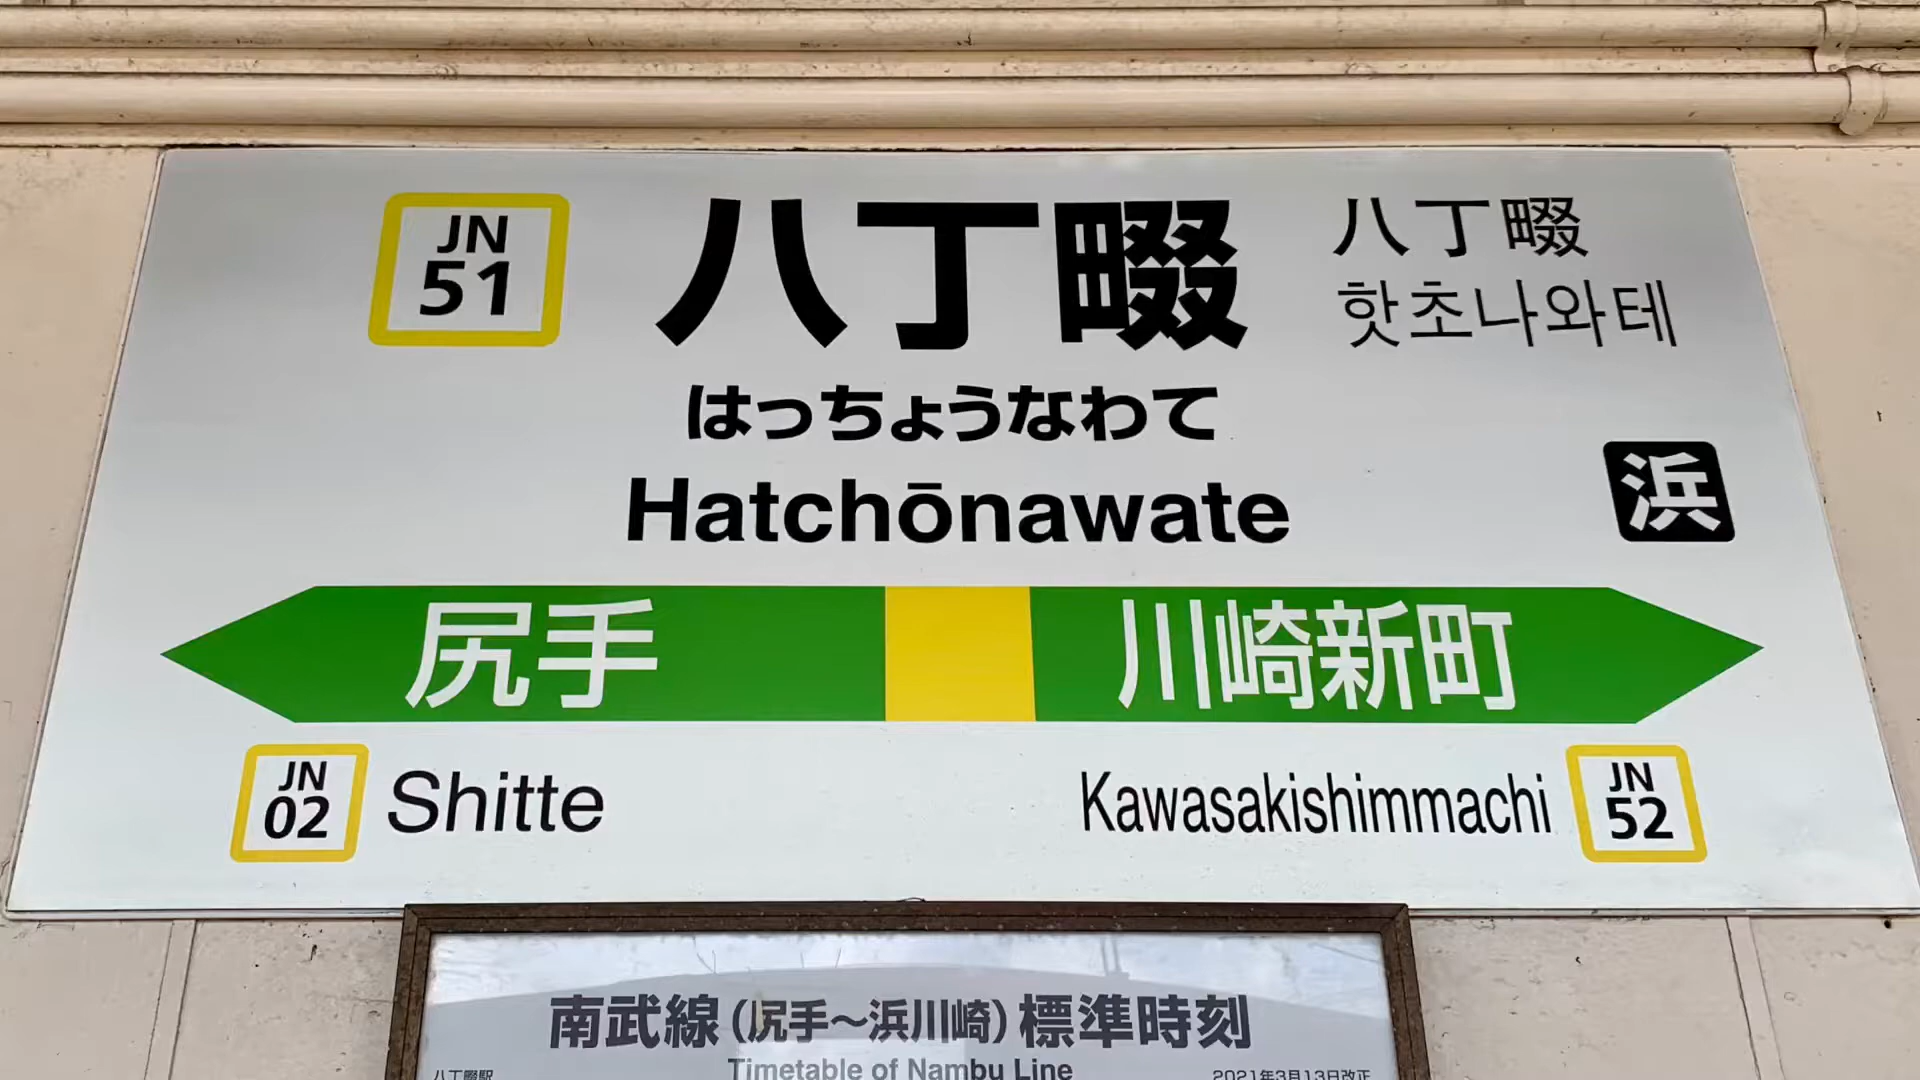 JN
51
八丁畷
八丁畷
핫초나와테
はっちょうなわて
Hatchōnawate
浜
尻手
川崎新町
JN
02
Shitte
Kawasakishimmachi
JN
52
南武線(尻手〜浜川崎)標準時刻
Timetable of Nambu Line
八丁畷駅
2021年3月13日改正